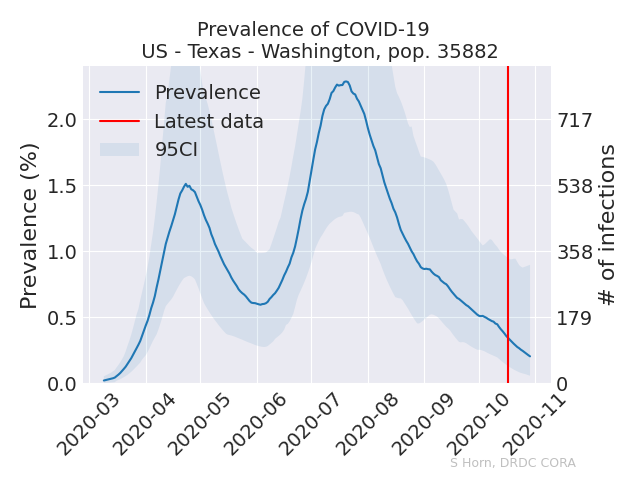 Prevalence of COVID-19
US - Texas - Washington, pop. 35882
Prevalence
Latest data
95CI
Prevalence (%)
2.0
1.5
1.0
0.5
0.0
717
538
358
179
0
# of infections
2020-03
2020-04
2020-05
2020-06
2020-07
2020-08
2020-09
2020-10
2020-11
S Horn, DRDC CORA